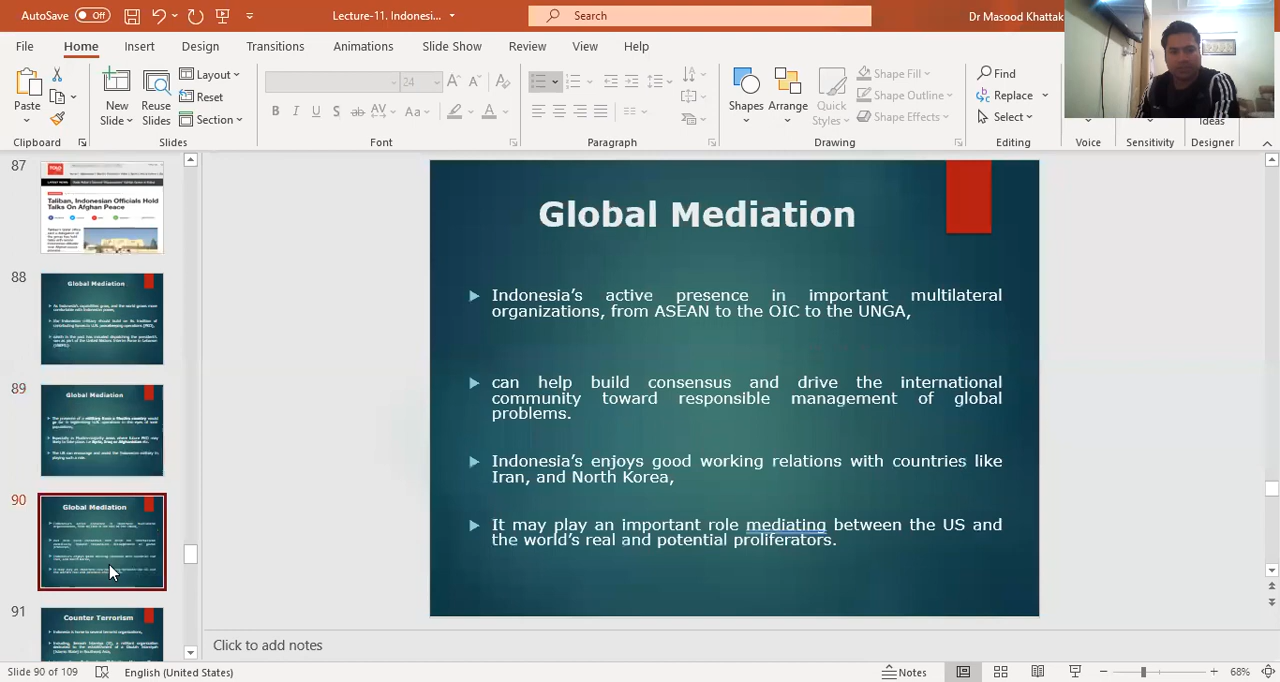 AutoSave Off Lecture-11. Indonesi... Search Dr Masood Khattak
File Home Insert Design Transitions Animations Slide Show Review View Help
Paste
New Slide
Reuse Slides
Layout
Reset
Section
24
Shapes Arrange Quick Styles
Shape Fill
Shape Outline
Shape Effects
Find
Replace
Select
Ideas
Clipboard Slides Font Paragraph Drawing Editing Voice Sensitivity Designer
87
Taliban, Indonesian Officials Hold
Talks On Afghan Peace
88
Global Mediation
89
Global Mediation
90
Global Mediation
91
Counter Terrorism
Global Mediation
Indonesia's active presence in important multilateral
organizations, from ASEAN to the OIC to the UNGA,
can help build consensus and drive the international
community toward responsible management of global
problems.
Indonesia's enjoys good working relations with countries like
Iran, and North Korea,
It may play an important role mediating between the US and
the world's real and potential proliferators.
Click to add notes
Slide 90 of 109 English (United States) Notes 68%